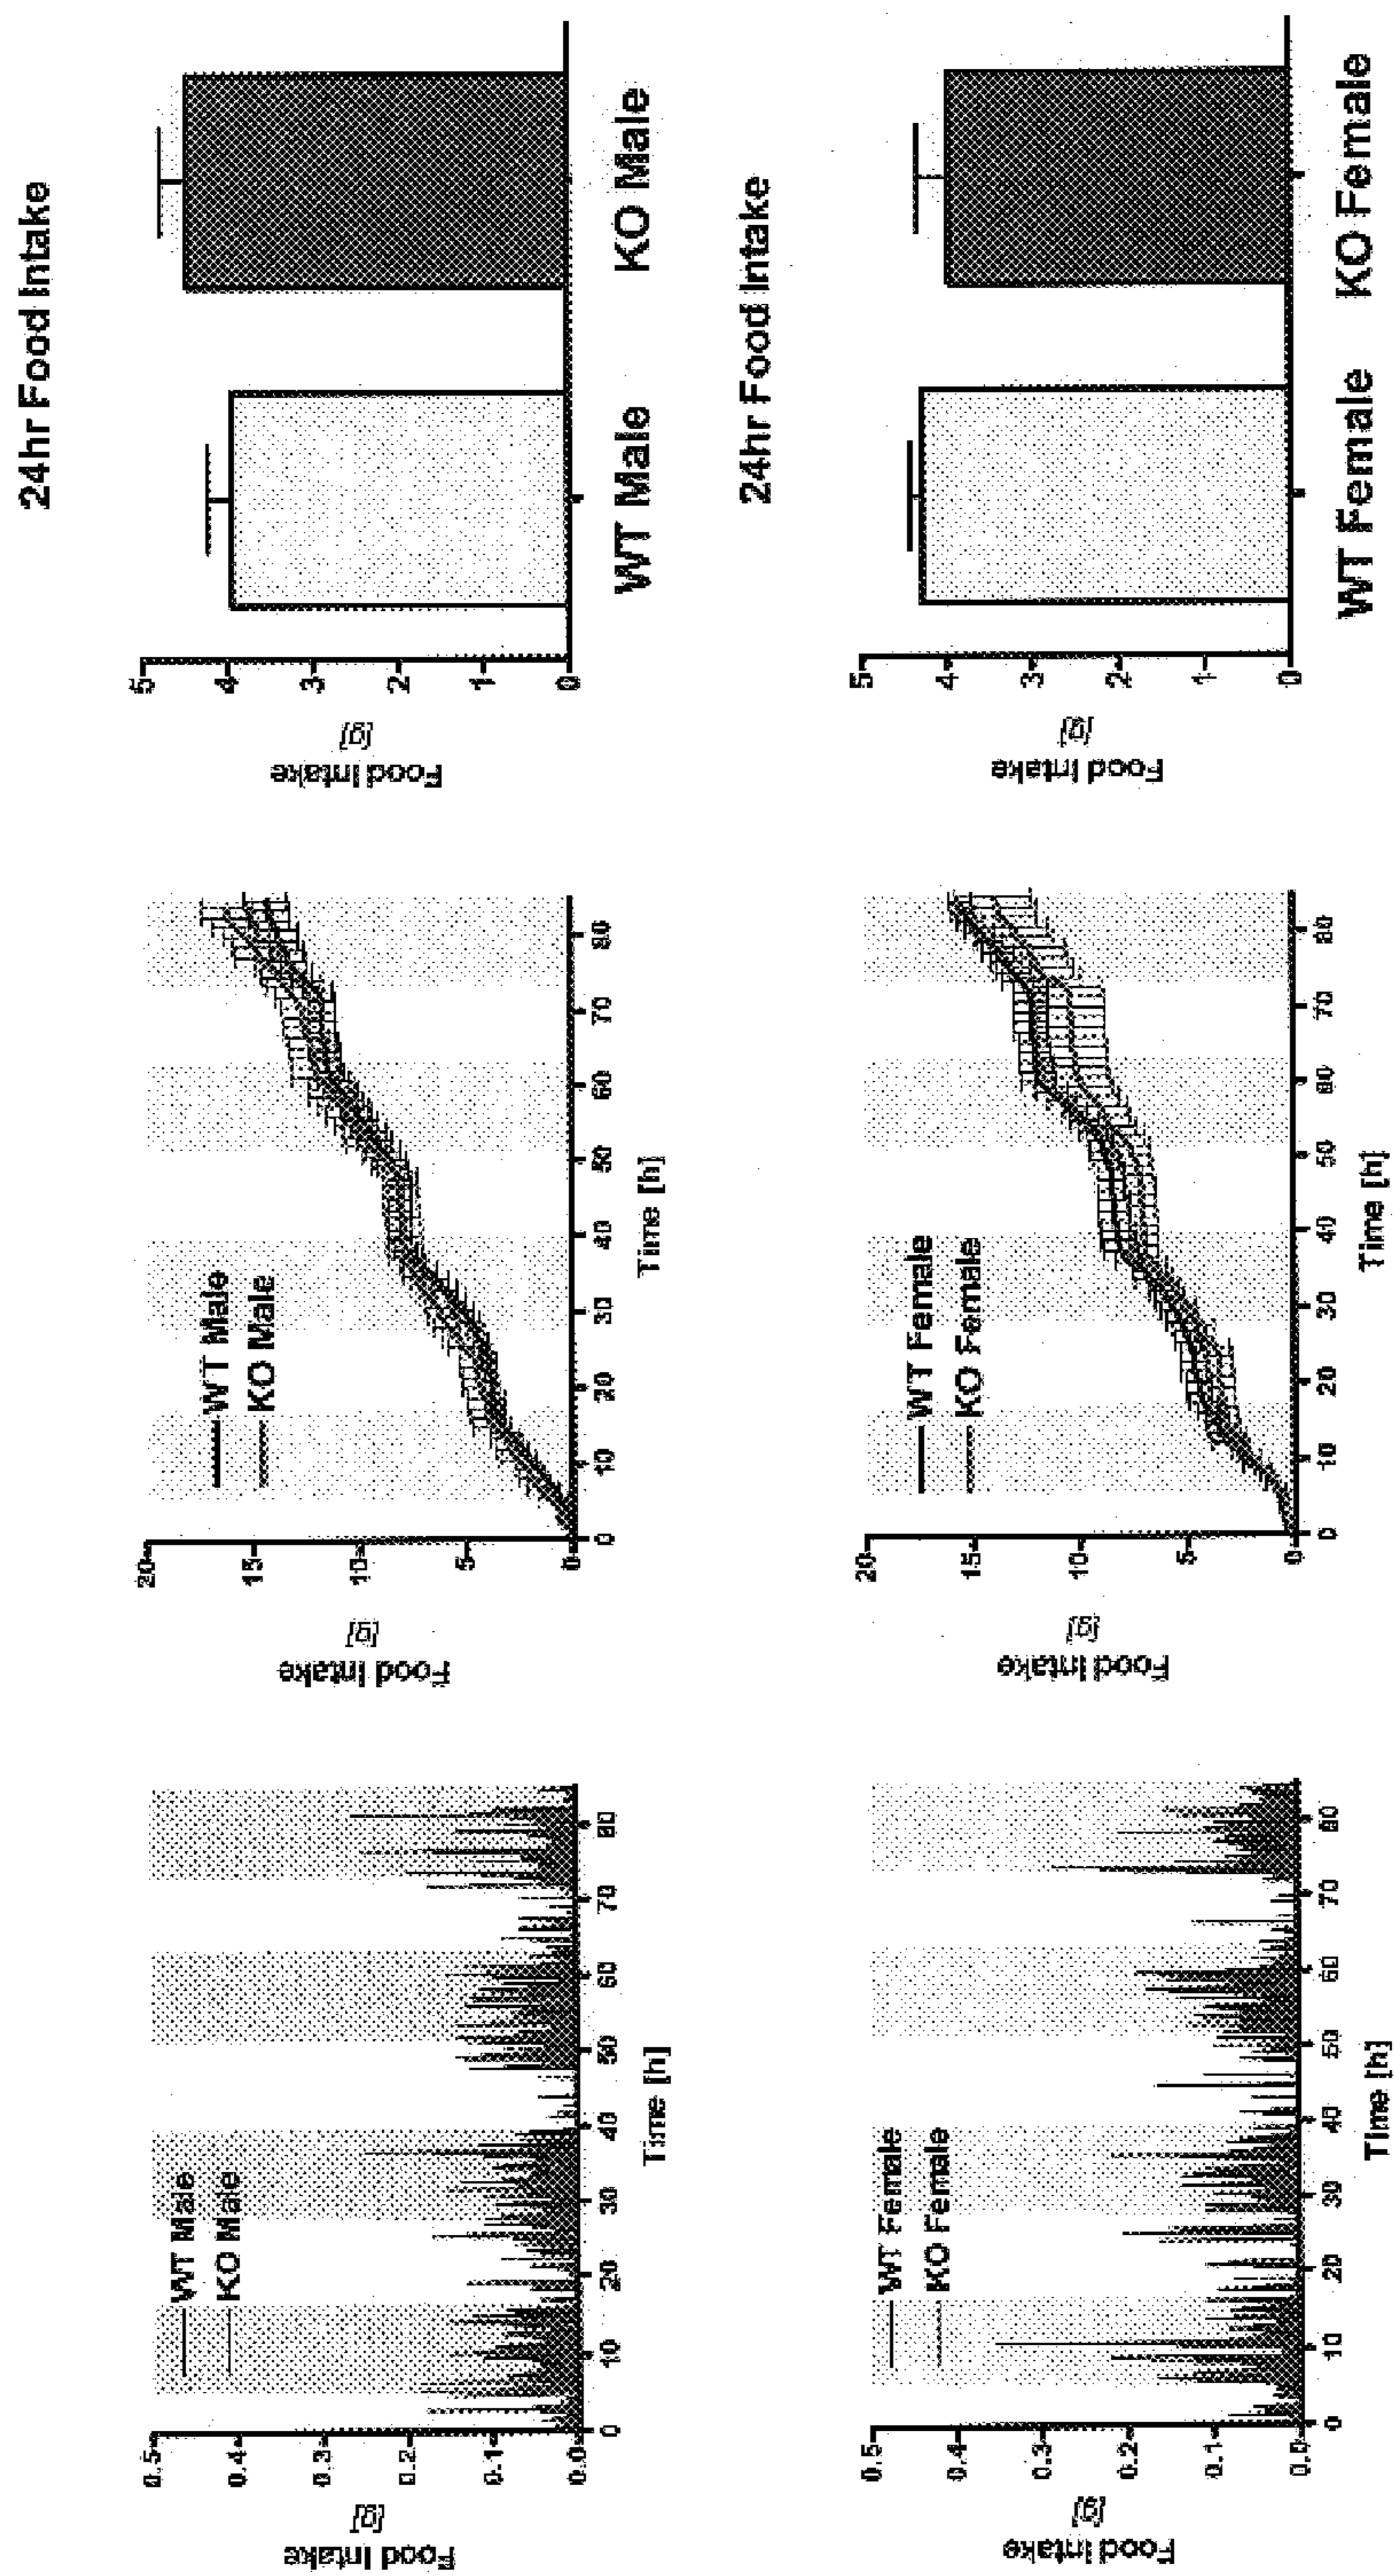 0.5
0.4
0.3
0.2
0.1
0.0
Food Intake
[g]
WT Male
KO Male
0 10 20 30 40 50 60 70 80
Time [h]
20
15
10
5
0
Food Intake
[g]
WT Male
KO Male
0 10 20 30 40 50 60 70 80
Time [h]
24hr Food Intake
5
4
3
2
1
0
Food Intake
[g]
WT Male KO Male
0.5
0.4
0.3
0.2
0.1
0.0
Food Intake
[g]
WT Female
KO Female
0 10 20 30 40 50 60 70 80
Time [h]
20
15
10
5
0
Food Intake
[g]
WT Female
KO Female
0 10 20 30 40 50 60 70 80
Time [h]
24hr Food Intake
5
4
3
2
1
0
Food Intake
[g]
WT Female KO Female